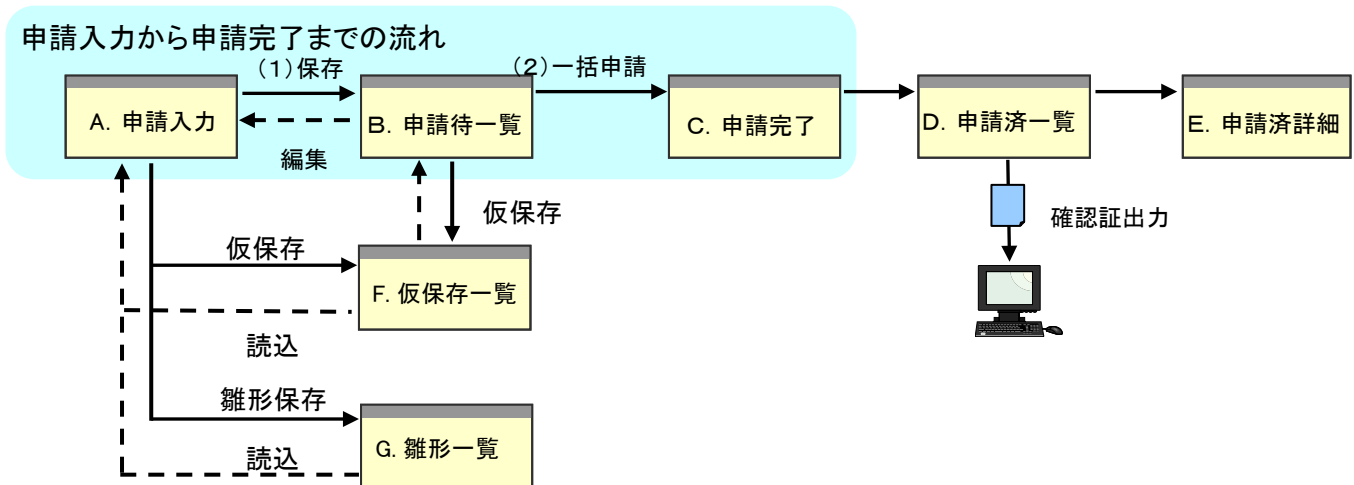 申請入力から申請完了までの流れ
(1)保存
(2)一括申請
A. 申請入力
B. 申請待一覧
C. 申請完了
D. 申請済一覧
E. 申請済詳細
編集
仮保存
確認証出力
仮保存
F. 仮保存一覧
読込
雛形保存
G. 雛形一覧
読込